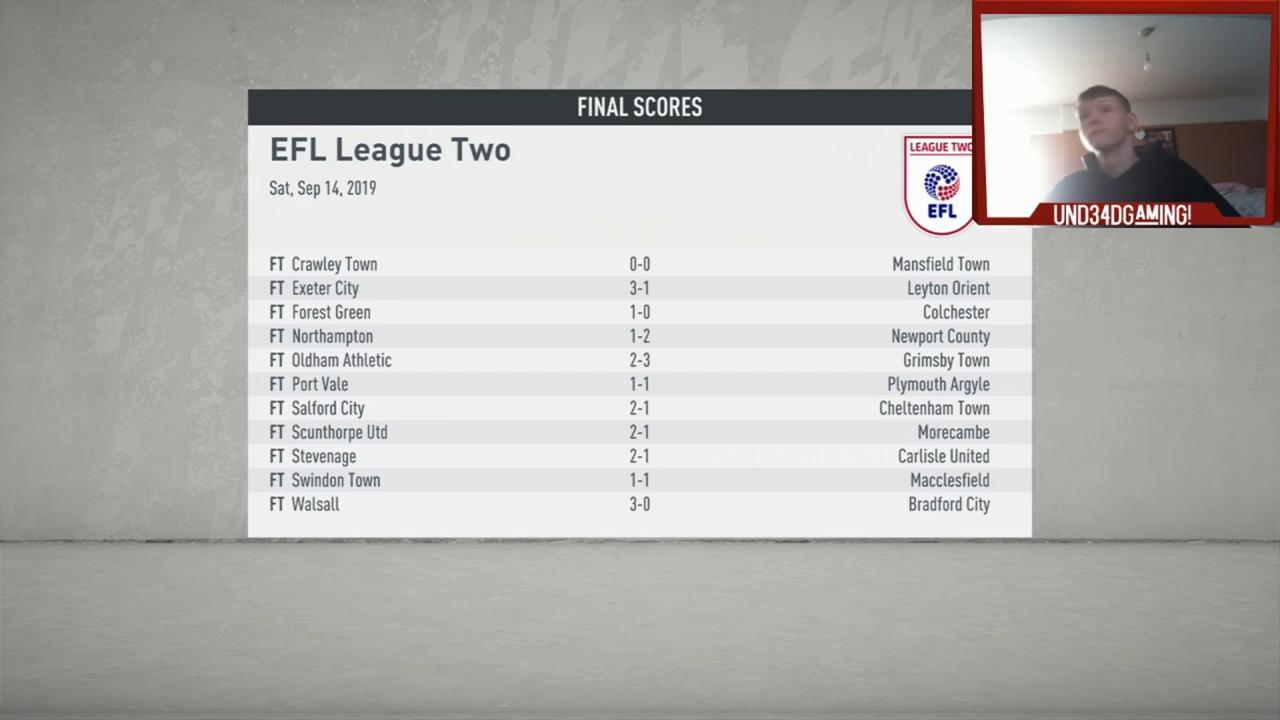 FINAL SCORES
EFL League Two
Sat, Sep 14, 2019
LEAGUE TWO
EFL
UND34DGAMING!
FT Crawley Town 0-0 Mansfield Town
FT Exeter City 3-1 Leyton Orient
FT Forest Green 1-0 Colchester
FT Northampton 1-2 Newport County
FT Oldham Athletic 2-3 Grimsby Town
FT Port Vale 1-1 Plymouth Argyle
FT Salford City 2-1 Cheltenham Town
FT Scunthorpe Utd 2-1 Morecambe
FT Stevenage 2-1 Carlisle United
FT Swindon Town 1-1 Macclesfield
FT Walsall 3-0 Bradford City